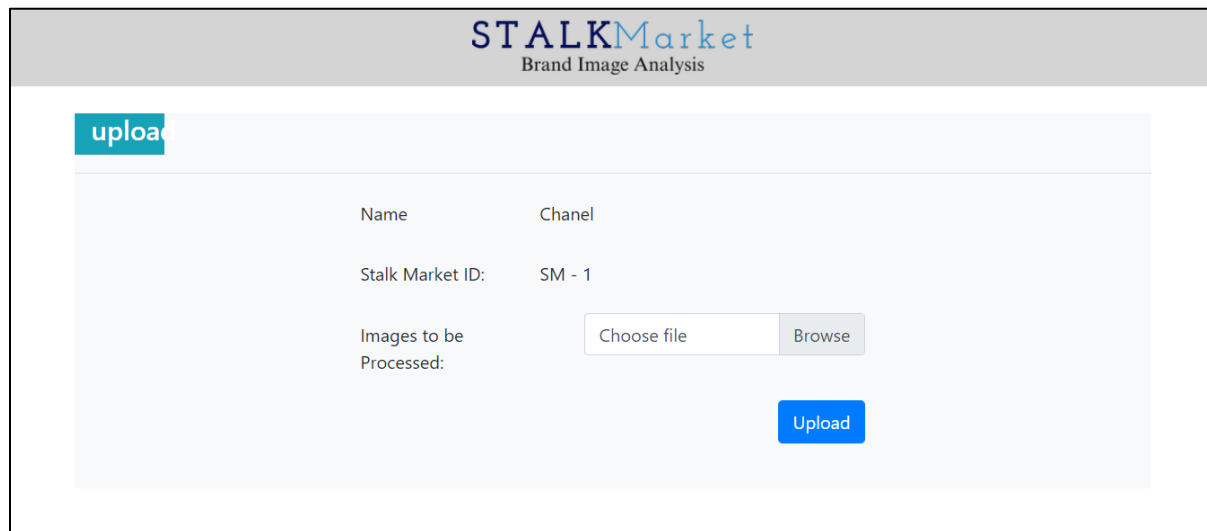 STALKMarket
Brand Image Analysis
upload
Name
Chanel
Stalk Market ID:
SM - 1
Images to be
Processed:
Choose file
Browse
Upload